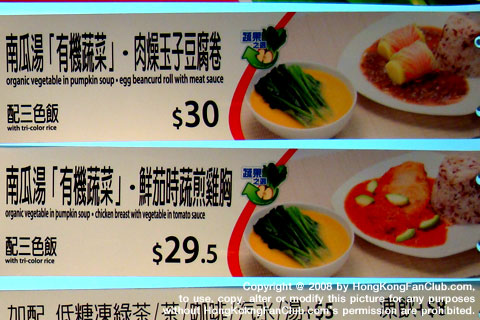 南瓜湯「有機蔬菜」·肉燥玉子豆腐卷
organic vegetable in pumpkin soup • egg beancurd roll with meat sauce
配三色飯
with tri-color rice
$30
蔬果
之選
南瓜湯「有機蔬菜」·鮮茄時蔬煎雞胸
organic vegetable in pumpkin soup • chicken breast with vegetable in tomato sauce
配三色飯
with tri-color rice
$29.5
蔬果
之選
加配 低糖凍綠茶/茶/咖啡/
Copyright @ 2008 by HongKongFanClub.com,
to use, copy, alter or modify this picture for any purposes
without HongKongFanClub.com's permission are prohibited.